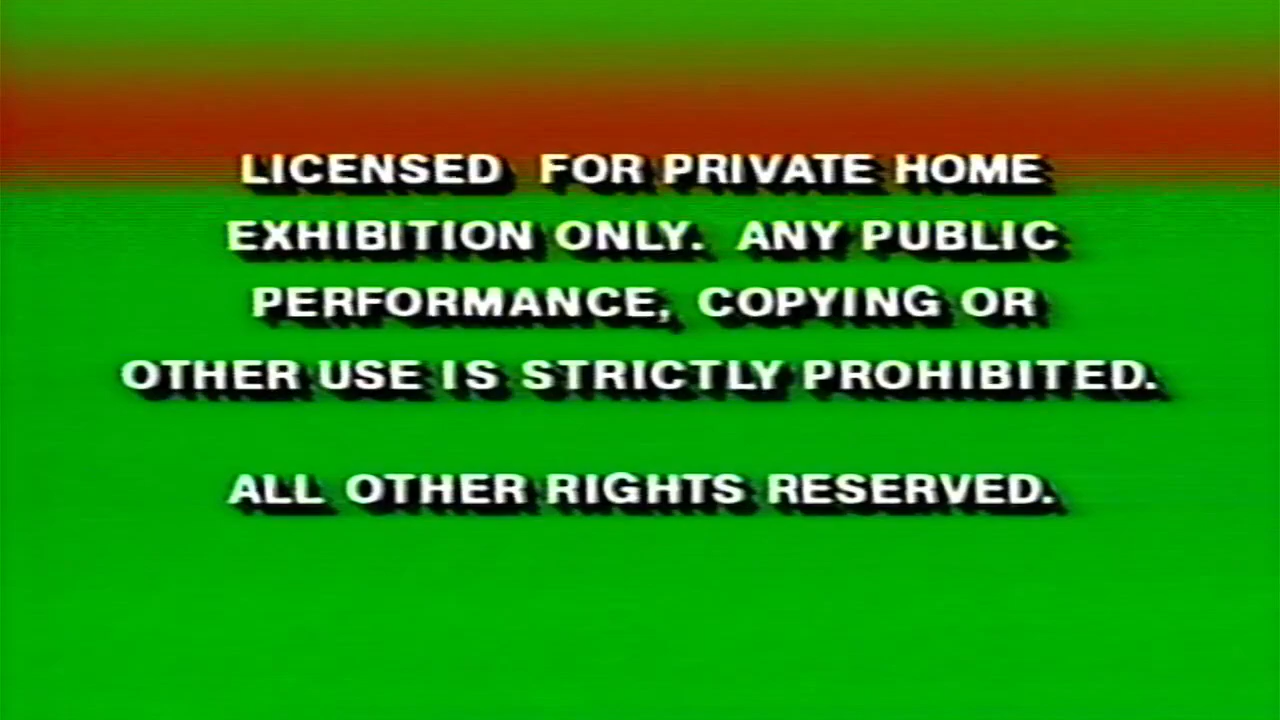 LICENSED FOR PRIVATE HOME
EXHIBITION ONLY. ANY PUBLIC
PERFORMANCE, COPYING OR
OTHER USE IS STRICTLY PROHIBITED.
ALL OTHER RIGHTS RESERVED.